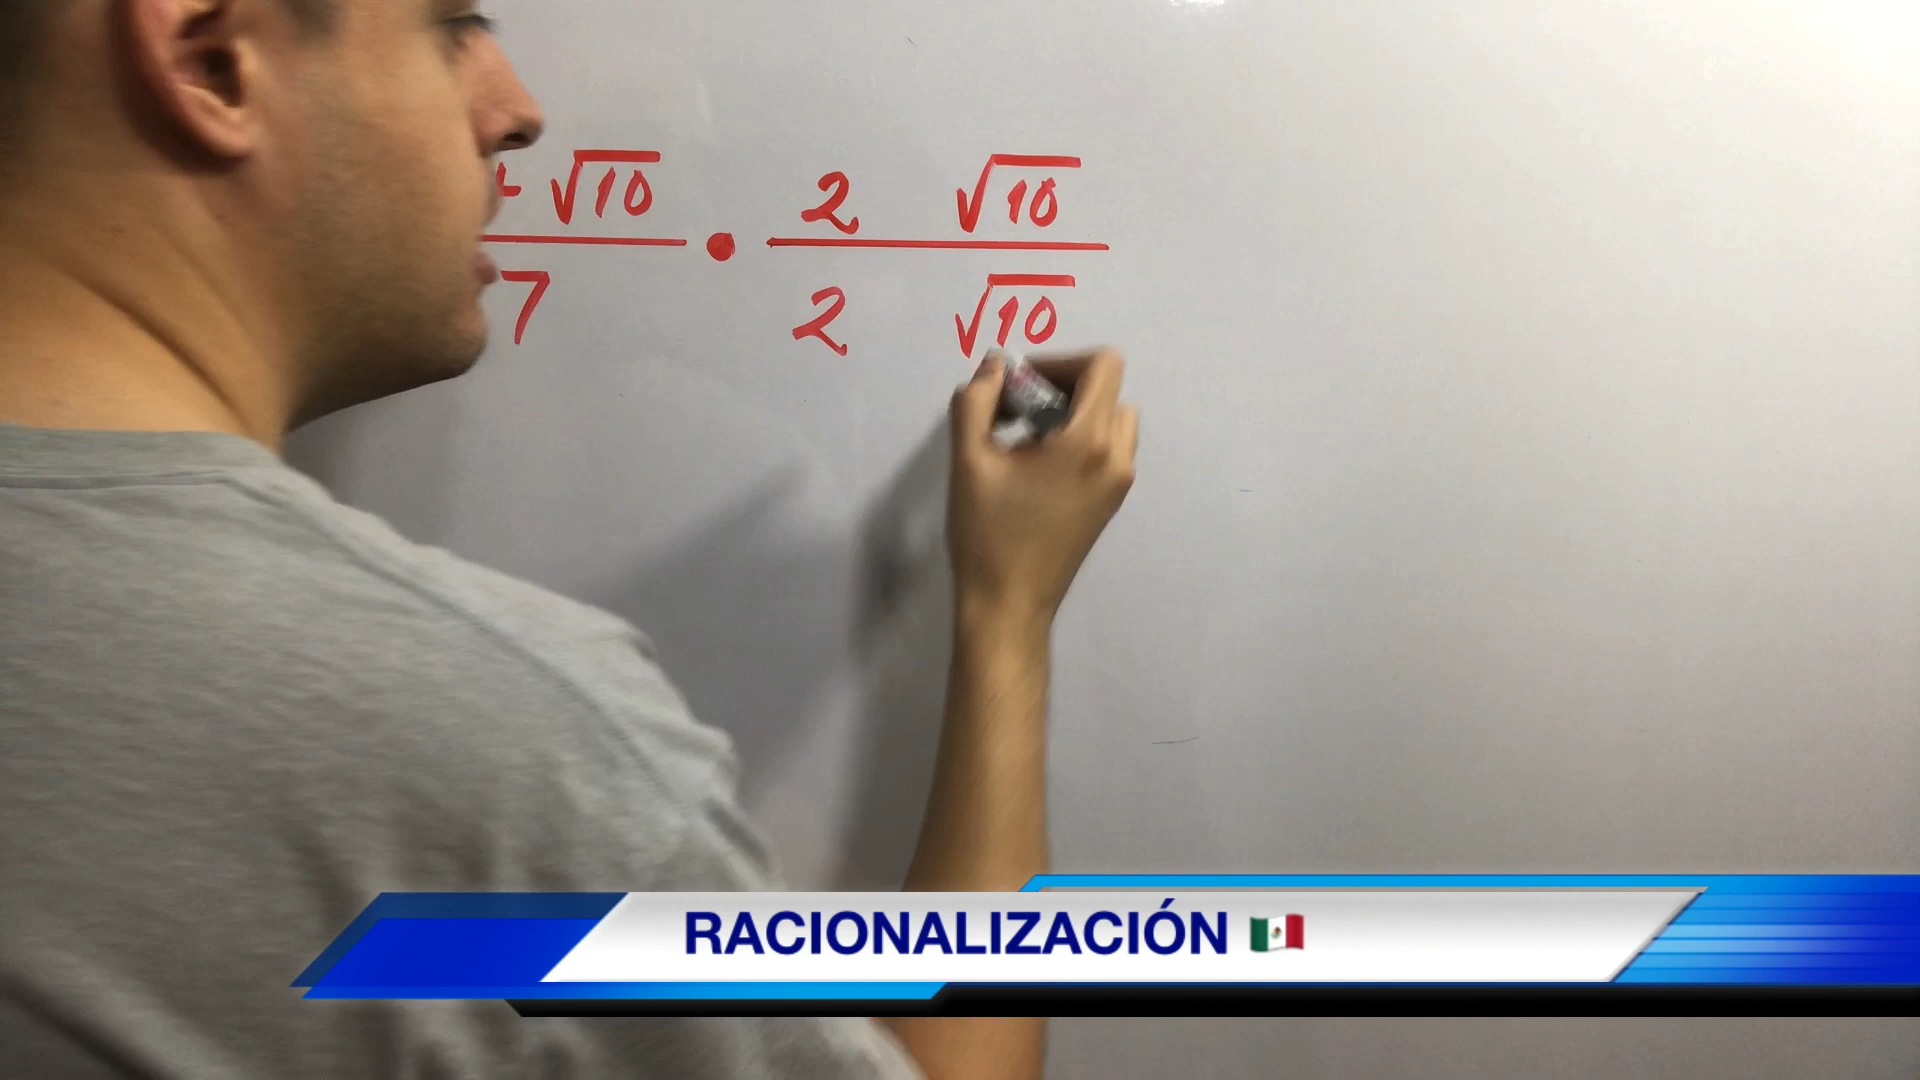 + √10 2 √10
7 • 2 √10
RACIONALIZACIÓN 🇲🇽